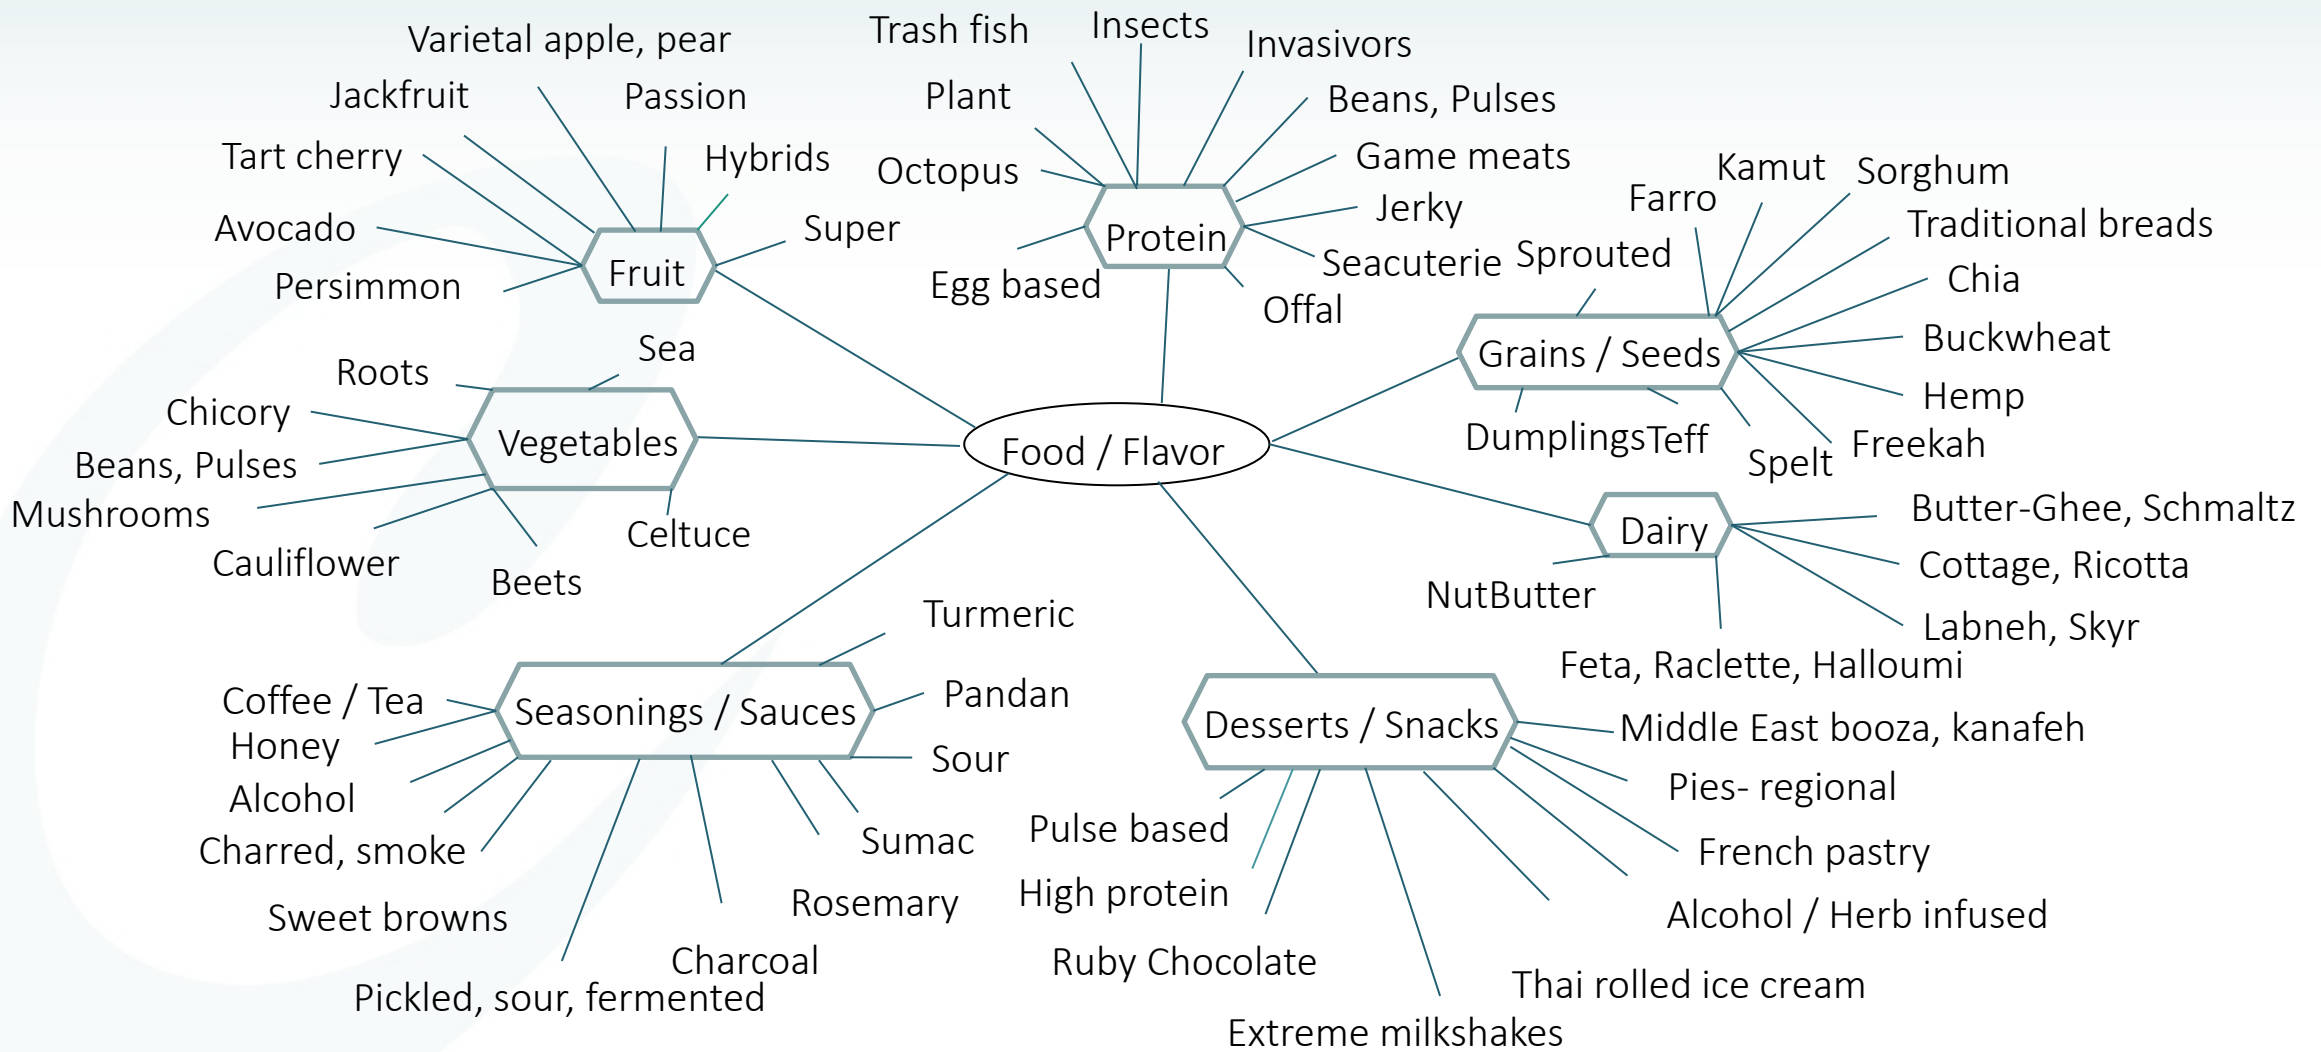 Food / Flavor
Fruit
Varietal apple, pear
Jackfruit
Passion
Tart cherry
Hybrids
Avocado
Super
Persimmon
Protein
Trash fish
Insects
Invasivors
Plant
Beans, Pulses
Octopus
Game meats
Jerky
Egg based
Seacuterie
Offal
Grains / Seeds
Kamut
Sorghum
Farro
Traditional breads
Sprouted
Chia
Buckwheat
Hemp
Dumplings
Teff
Freekah
Spelt
Vegetables
Sea
Roots
Chicory
Beans, Pulses
Mushrooms
Cauliflower
Beets
Celtuce
Dairy
Butter-Ghee, Schmaltz
Cottage, Ricotta
NutButter
Labneh, Skyr
Feta, Raclette, Halloumi
Seasonings / Sauces
Turmeric
Coffee / Tea
Pandan
Honey
Sour
Alcohol
Sumac
Charred, smoke
Rosemary
Sweet browns
Charcoal
Pickled, sour, fermented
Desserts / Snacks
Middle East booza, kanafeh
Pies- regional
Pulse based
French pastry
High protein
Alcohol / Herb infused
Ruby Chocolate
Thai rolled ice cream
Extreme milkshakes